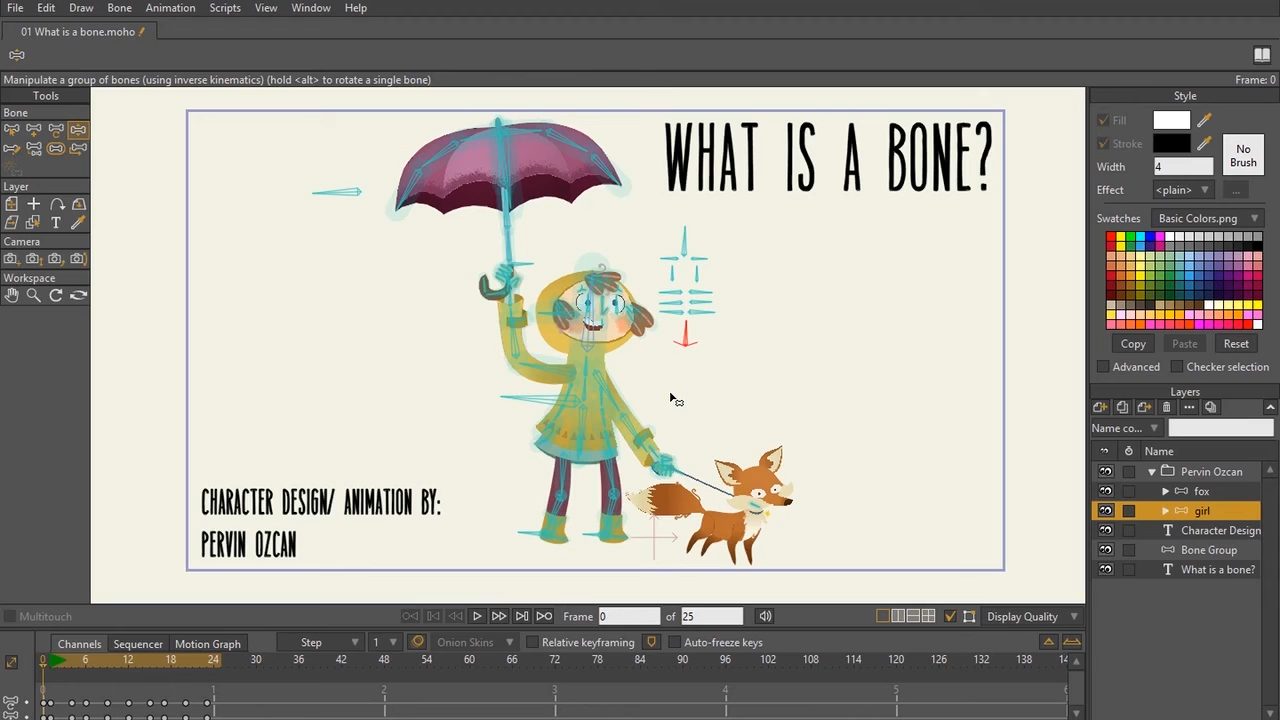 File Edit Draw Bone Animation Scripts View Window Help
01 What is a bone.moho
Manipulate a group of bones (using inverse kinematics) (hold <alt> to rotate a single bone)
Frame: 0
Tools
Bone
Layer
Camera
Workspace
WHAT IS A BONE?
CHARACTER DESIGN/ ANIMATION BY:
PERVIN OZCAN
Style
Fill
Stroke
No
Brush
Width 4
Effect <plain> ...
Swatches Basic Colors.png
Copy Paste Reset
Advanced Checker selection
Layers
Name co...
Name
Pervin Ozcan
fox
girl
T Character Design
Bone Group
T What is a bone?
Multitouch
Frame 0 of 25
Display Quality
Channels Sequencer Motion Graph Step 1 Onion Skins Relative keyframing Auto-freeze keys
0 6 12 18 24 30 36 42 48 54 60 66 72 78 84 90 96 102 108 114 120 126 132 138 14
0 1 2 3 4 5 6